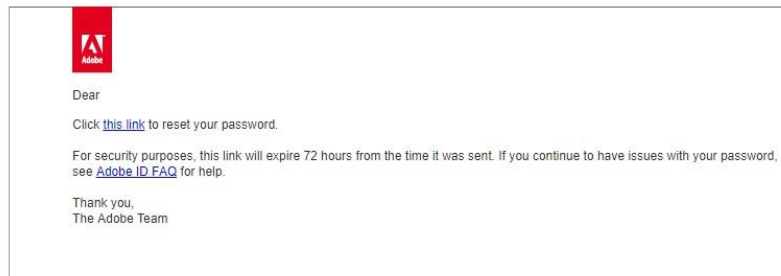 Adobe
Dear
Click this link to reset your password.
For security purposes, this link will expire 72 hours from the time it was sent. If you continue to have issues with your password,
see Adobe ID FAQ for help.
Thank you,
The Adobe Team